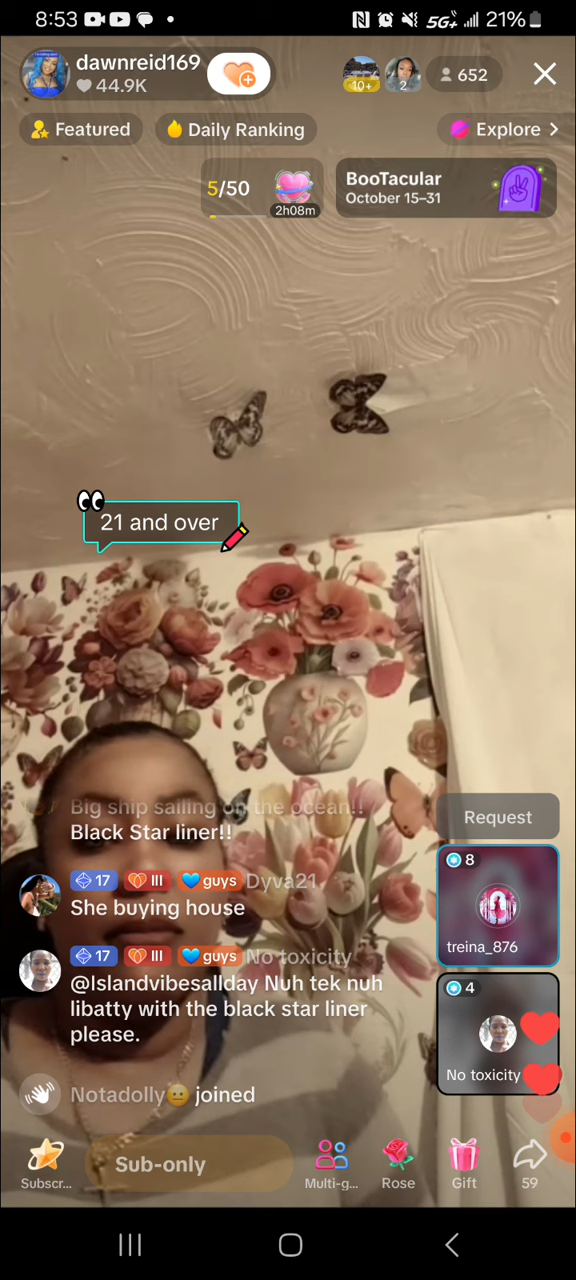 8:53 5G+ 21%
dawnreid169
44.9K
10+ 2 652
Featured Daily Ranking Explore >
5/50
2h08m
BooTacular
October 15–31
21 and over
Big ship sailing on the ocean!!
Black Star liner!!
17 III guys Dyva21
She buying house
17 III guys No toxicity
@Islandvibesallday Nuh tek nuh
libatty with the black star liner
please.
Notadolly😐 joined
Request
8
treina_876
4
No toxicity
Sub-only
Subscr... Multi-g... Rose Gift 59